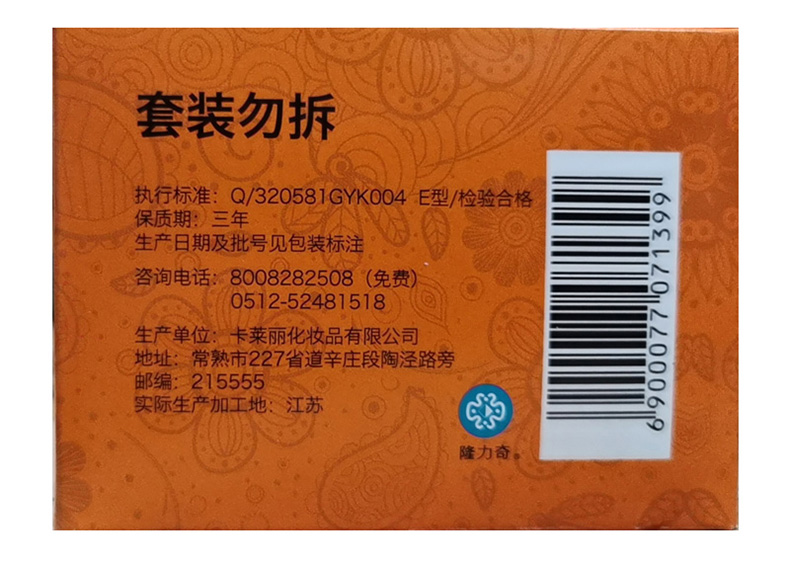 套装勿拆
执行标准：Q/320581GYK004 E型/检验合格
保质期：三年
生产日期及批号见包装标注
咨询电话：8008282508（免费）
0512-52481518
生产单位：卡莱丽化妆品有限公司
地址：常熟市227省道辛庄段陶泾路旁
邮编：215555
实际生产加工地：江苏
隆力奇。
6900077071399